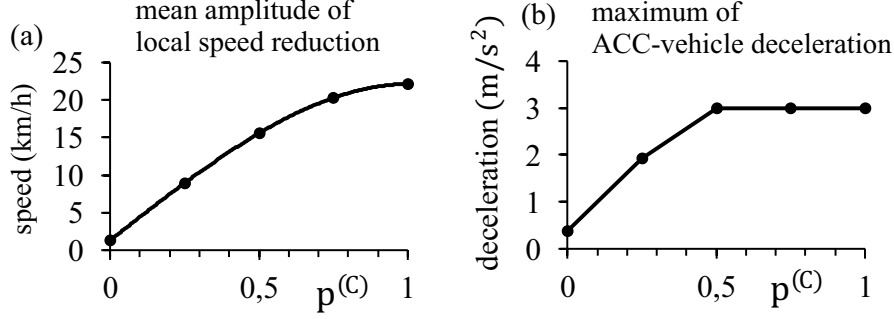 (a)
mean amplitude of
local speed reduction
speed (km/h)
25
20
15
10
5
0
0
0,5
p(C)
1
(b)
maximum of
ACC-vehicle deceleration
deceleration (m/s²)
4
3
2
1
0
0
0,5
p(C)
1